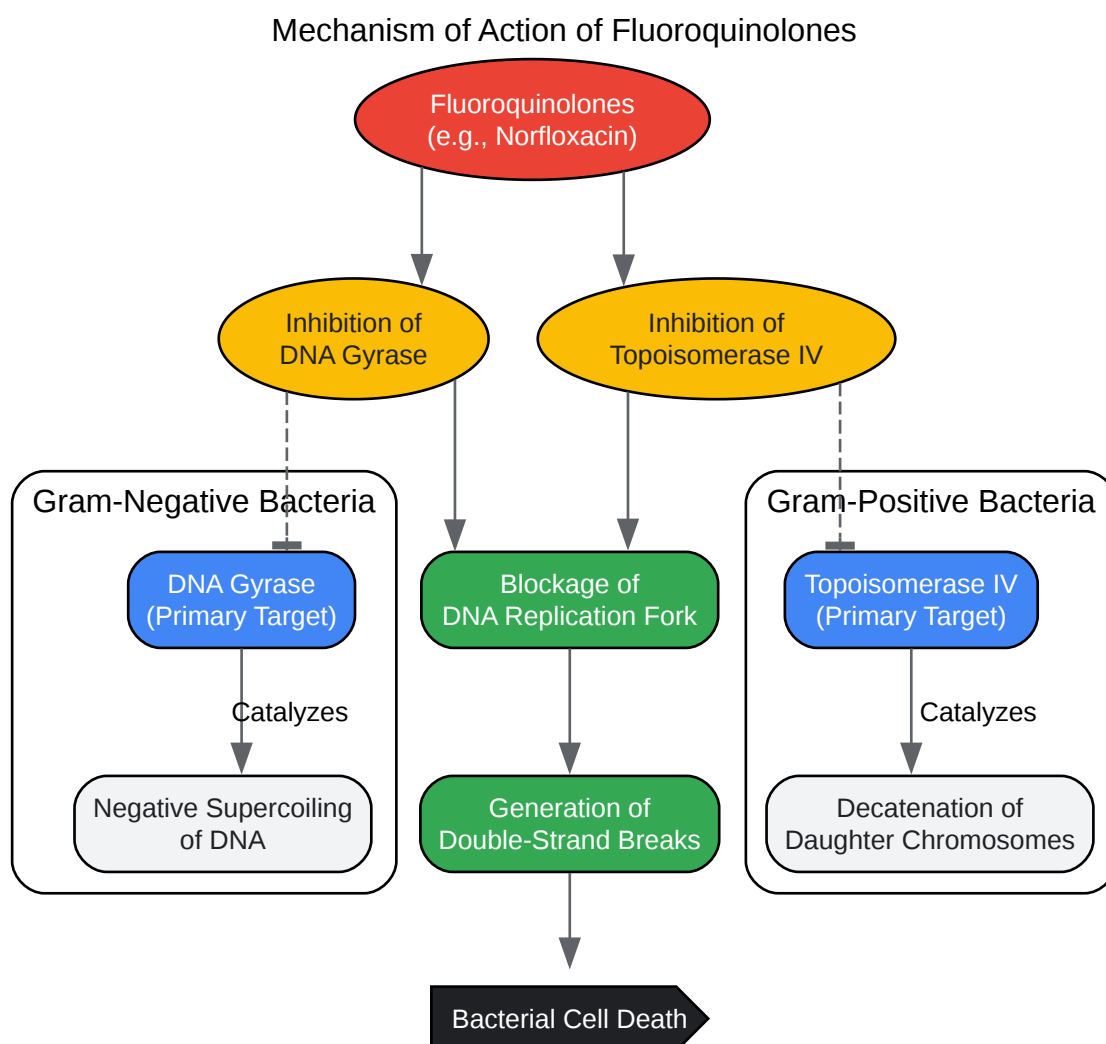 Mechanism of Action of Fluoroquinolones
Fluoroquinolones
(e.g., Norfloxacin)
Inhibition of
DNA Gyrase
Inhibition of
Topoisomerase IV
Gram-Negative Bacteria
DNA Gyrase
(Primary Target)
Catalyzes
Negative Supercoiling
of DNA
Blockage of
DNA Replication Fork
Generation of
Double-Strand Breaks
Gram-Positive Bacteria
Topoisomerase IV
(Primary Target)
Catalyzes
Decatenation of
Daughter Chromosomes
Bacterial Cell Death